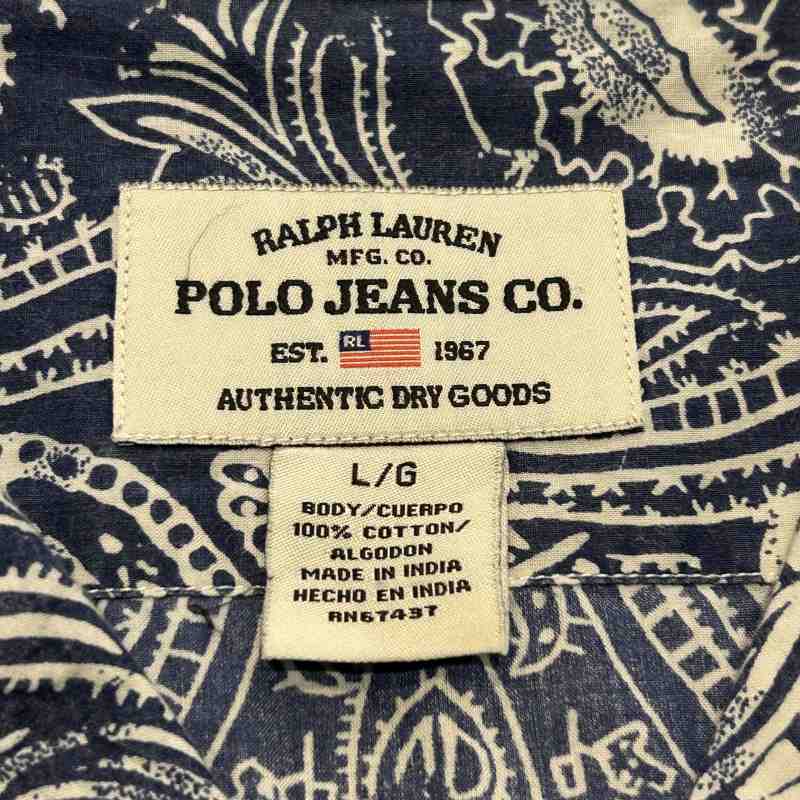 RALPH LAUREN
MFG. CO.
POLO JEANS CO.
EST. RL 1967
AUTHENTIC DRY GOODS
L/G
BODY/CUERPO
100% COTTON/
ALGODON
MADE IN INDIA
HECHO EN INDIA
RN67437